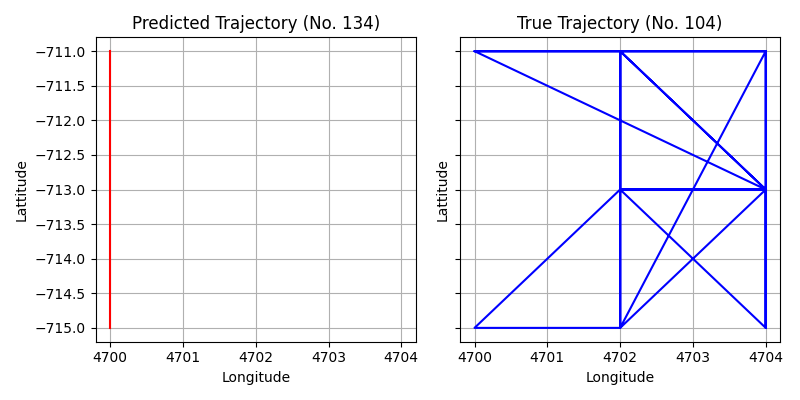 Predicted Trajectory (No. 134)
True Trajectory (No. 104)
−711.0
−711.5
−712.0
−712.5
−713.0
−713.5
−714.0
−714.5
−715.0
Lattitude
Lattitude
4700 4701 4702 4703 4704
4700 4701 4702 4703 4704
Longitude
Longitude